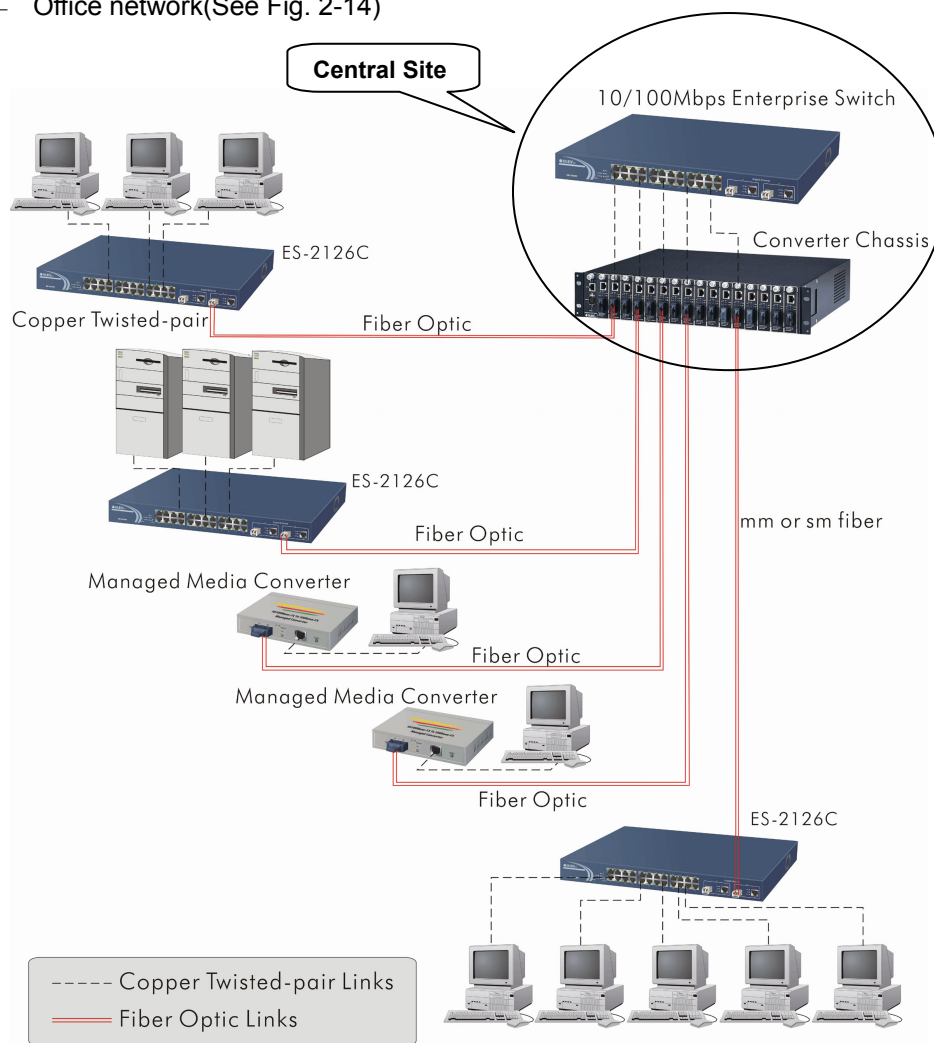 – Office network(See Fig. 2-14)
Central Site
10/100Mbps Enterprise Switch
Converter Chassis
ES-2126C
Copper Twisted-pair
Fiber Optic
ES-2126C
Fiber Optic
mm or sm fiber
Managed Media Converter
Fiber Optic
Managed Media Converter
Fiber Optic
ES-2126C
Copper Twisted-pair Links
Fiber Optic Links